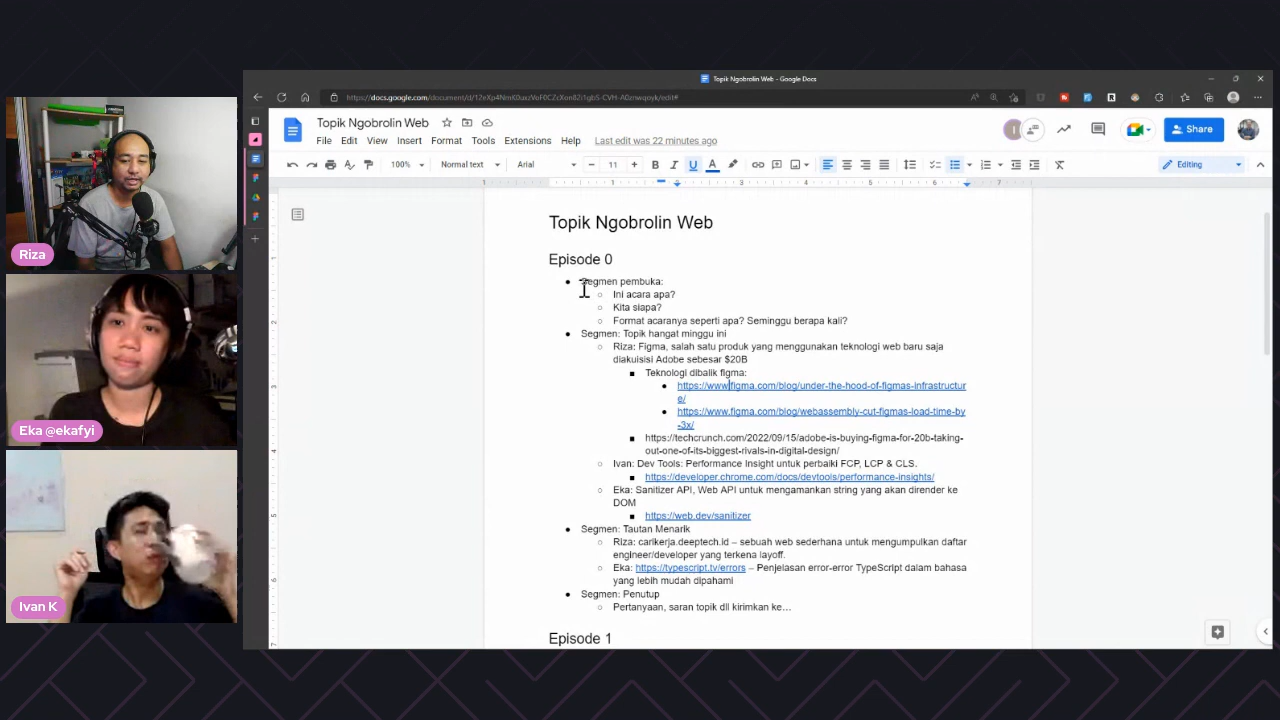 Riza
Eka @ekafyi
Ivan K
Topik Ngobrolin Web - Google Docs
Topik Ngobrolin Web
File Edit View Insert Format Tools Extensions Help Last edit was 22 minutes ago
Share
100% Normal text Arial 11 Editing
Topik Ngobrolin Web
Episode 0
Segmen pembuka:
Ini acara apa?
Kita siapa?
Format acaranya seperti apa? Seminggu berapa kali?
Segmen: Topik hangat minggu ini
Riza: Figma, salah satu produk yang menggunakan teknologi web baru saja
diakuisisi Adobe sebesar $20B
Teknologi dibalik figma:
https://www.figma.com/blog/under-the-hood-of-figmas-infrastructur
e/
https://www.figma.com/blog/webassembly-cut-figmas-load-time-by
-3x/
https://techcrunch.com/2022/09/15/adobe-is-buying-figma-for-20b-taking-
out-one-of-its-biggest-rivals-in-digital-design/
Ivan: Dev Tools: Performance Insight untuk perbaiki FCP, LCP & CLS.
https://developer.chrome.com/docs/devtools/performance-insights/
Eka: Sanitizer API, Web API untuk mengamankan string yang akan dirender ke
DOM
https://web.dev/sanitizer
Segmen: Tautan Menarik
Riza: carikerja.deeptech.id – sebuah web sederhana untuk mengumpulkan daftar
engineer/developer yang terkena layoff.
Eka: https://typescript.tv/errors – Penjelasan error-error TypeScript dalam bahasa
yang lebih mudah dipahami
Segmen: Penutup
Pertanyaan, saran topik dll kirimkan ke…
Episode 1